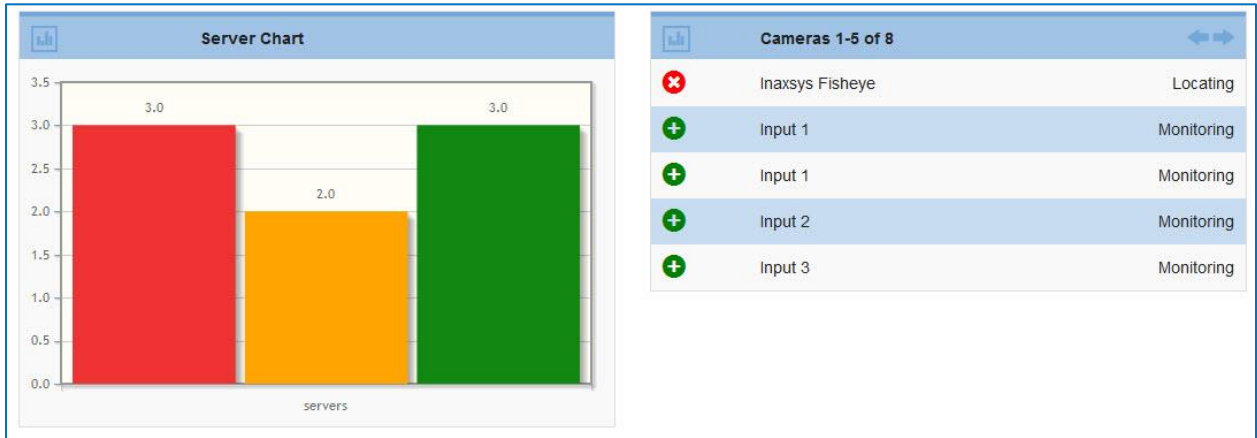 Server Chart
3.5
3.0
2.5
2.0
1.5
1.0
0.5
0.0
3.0
2.0
3.0
servers
Cameras 1-5 of 8
Inaxsys Fisheye Locating
Input 1 Monitoring
Input 1 Monitoring
Input 2 Monitoring
Input 3 Monitoring